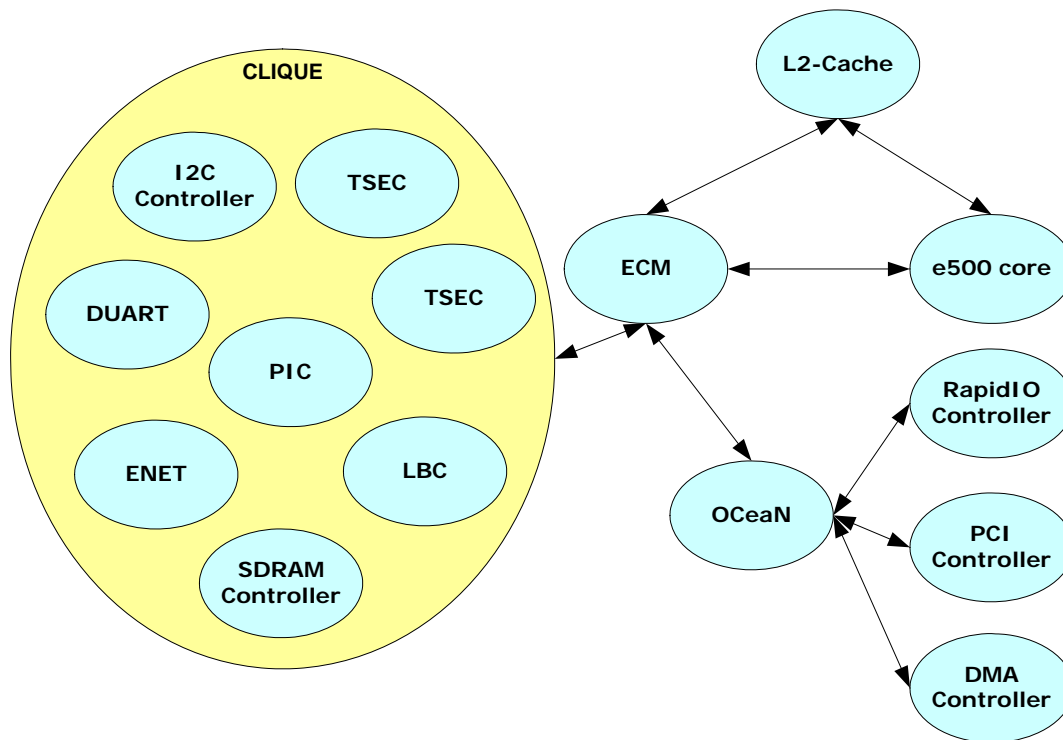 CLIQUE
I2C
Controller
TSEC
DUART
TSEC
PIC
ENET
LBC
SDRAM
Controller
L2-Cache
ECM
e500 core
OCeaN
RapidIO
Controller
PCI
Controller
DMA
Controller